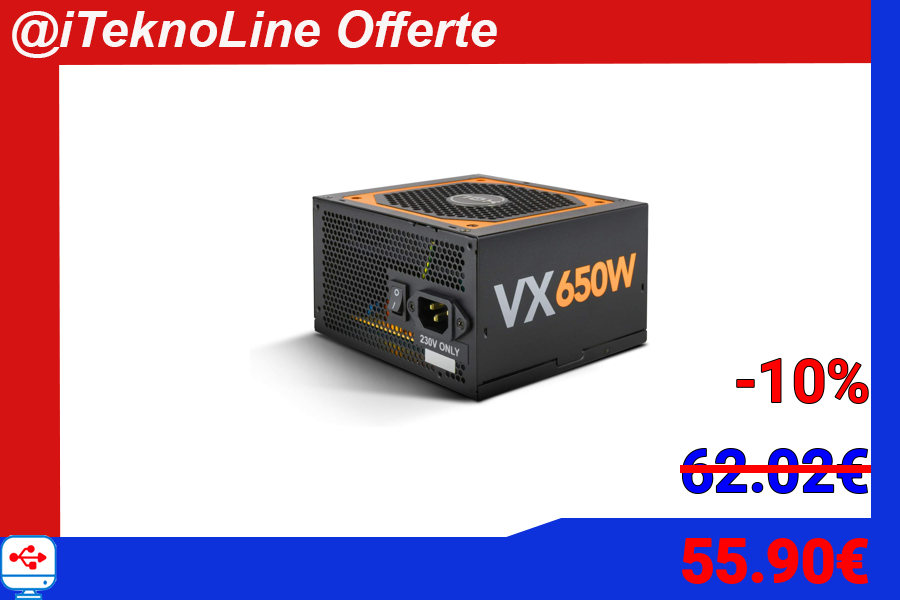 @iTeknoLine Offerte
VX650W
230V ONLY
-10%
62.02€
55.90€